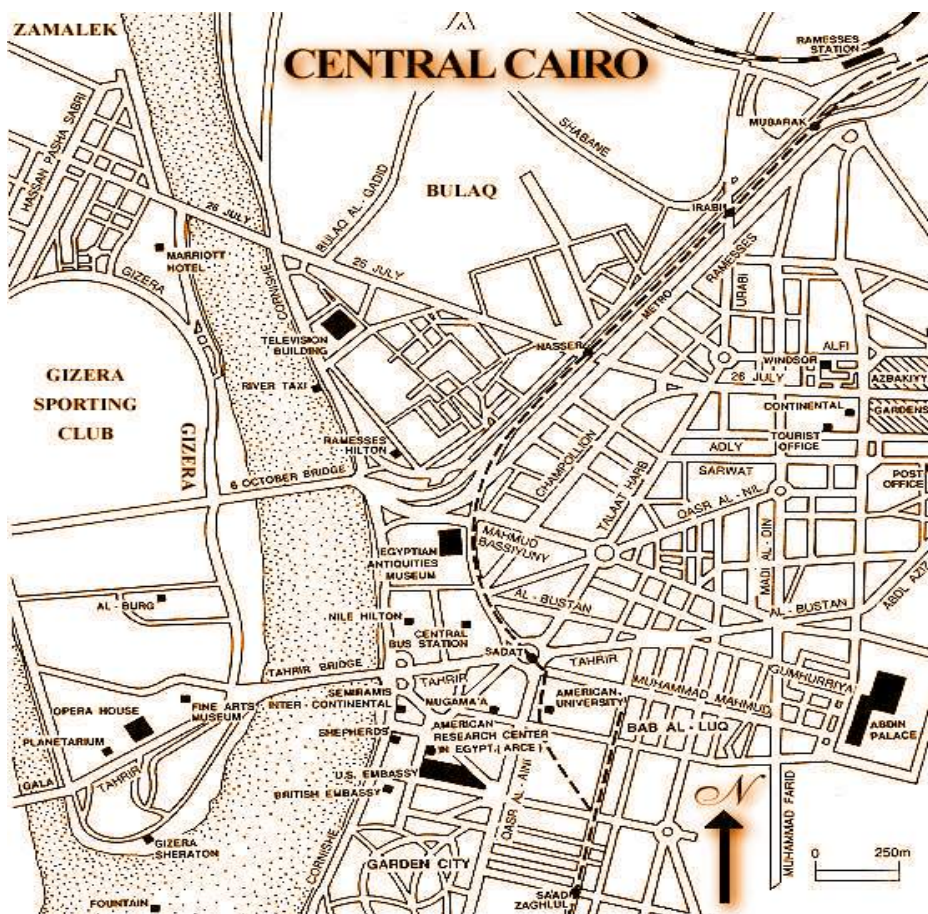 ZAMALEK
RAMESSES
STATION
CENTRAL CAIRO
HASSAN PASHA SABRI
SHABANE
MUBARAK
BULAQ AL-GADID
BULAQ
26 JULY
IRABI
RAMESSES
MARRIOTT
HOTEL
GIZERA
CORNISHE
26 JULY
METRO
URABI
TELEVISION
BUILDING
NASSER
ALFI
WINDSOR
GIZERA
SPORTING
CLUB
RIVER TAXI
26 JULY
AZBAKIYY
CONTINENTAL
GARDENS
TOURIST
OFFICE
GIZERA
RAMESSES
HILTON
CHAMPOLLION
TALAAT HARB
ADLY
SARWAT
POST
OFFICE
6 OCTOBER BRIDGE
QASR AL-NIL
MAHMUD
BASSIYUNY
MADI AL-DIN
EGYPTIAN
ANTIQUITIES
MUSEUM
ABDL AZIZ
AL-BURG
AL-BUSTAN
AL-BUSTAN
NILE HILTON
CENTRAL
BUS STATION
SADAT
TAHRIR
TAHRIR BRIDGE
TAHRIR
GUMHURRIYA
MUHAMMAD MAHMUD
OPERA HOUSE
FINE ARTS
MUSEUM
SEMIRAMIS
INTER-CONTINENTAL
MUGAMA'A
AMERICAN
UNIVERSITY
BAB AL-LUQ
ABDIN
PALACE
PLANETARIUM
SHEPHERDS
AMERICAN
RESEARCH CENTER
IN EGYPT.(ARCE)
GALA
TAHRIR
U.S. EMBASSY
BRITISH EMBASSY
QASR AL AINI
N
MUHAMMAD FARID
GIZERA
SHERATON
CORNISHE
GARDEN CITY
0 250m
SA'AD
ZAGHLUL
FOUNTAIN